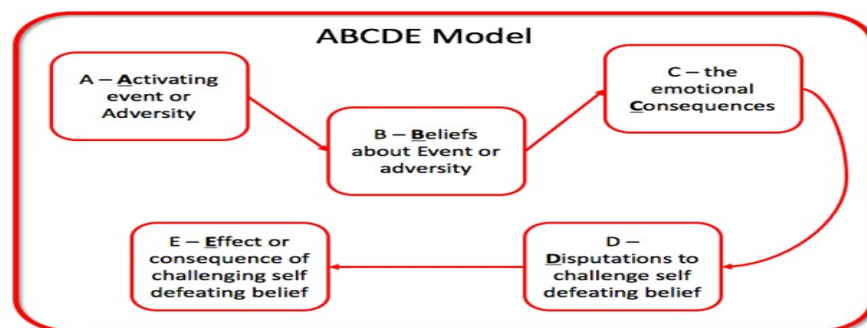 ABCDE Model
A – Activating
event or
Adversity
B – Beliefs
about Event or
adversity
C – the
emotional
Consequences
D –
Disputations to
challenge self
defeating belief
E – Effect or
consequence of
challenging self
defeating belief